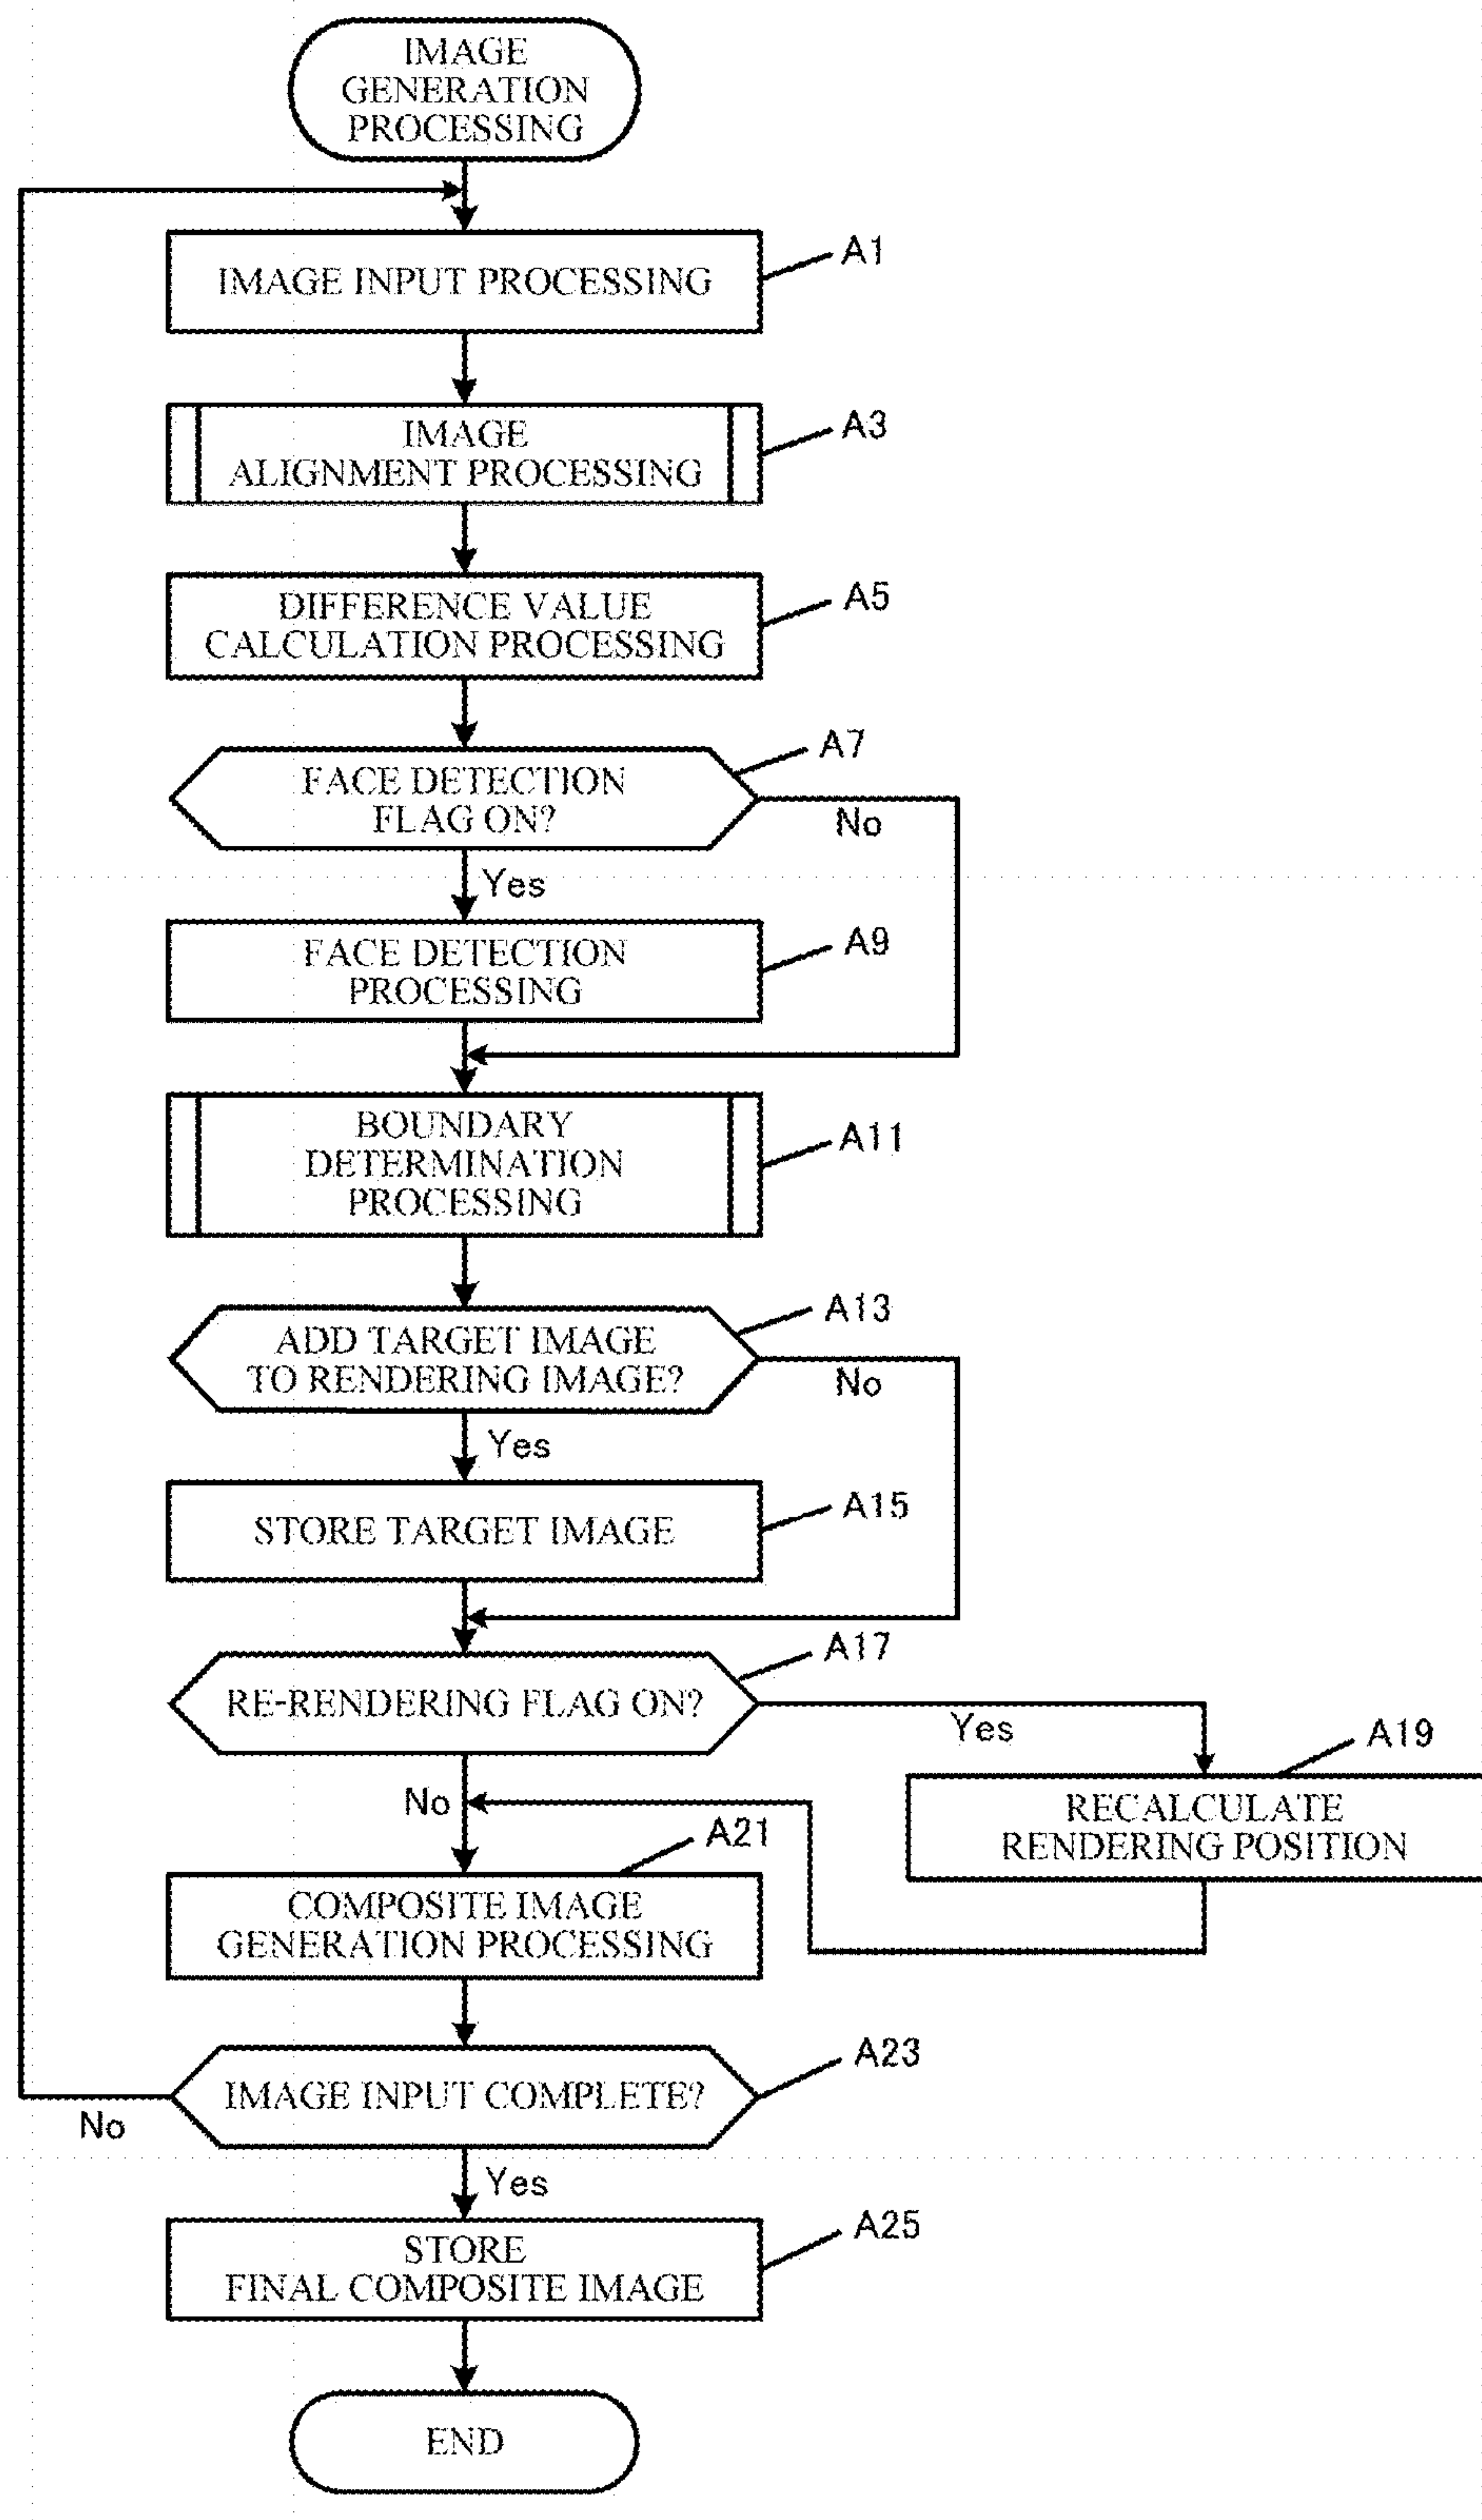 IMAGE
GENERATION
PROCESSING
IMAGE INPUT PROCESSING
A1
IMAGE
ALIGNMENT PROCESSING
A3
DIFFERENCE VALUE
CALCULATION PROCESSING
A5
FACE DETECTION
FLAG ON?
A7
No
Yes
FACE DETECTION
PROCESSING
A9
BOUNDARY
DETERMINATION
PROCESSING
A11
ADD TARGET IMAGE
TO RENDERING IMAGE?
A13
No
Yes
STORE TARGET IMAGE
A15
RE-RENDERING FLAG ON?
A17
Yes
A19
RECALCULATE
RENDERING POSITION
No
A21
COMPOSITE IMAGE
GENERATION PROCESSING
IMAGE INPUT COMPLETE?
A23
No
Yes
STORE
FINAL COMPOSITE IMAGE
A25
END